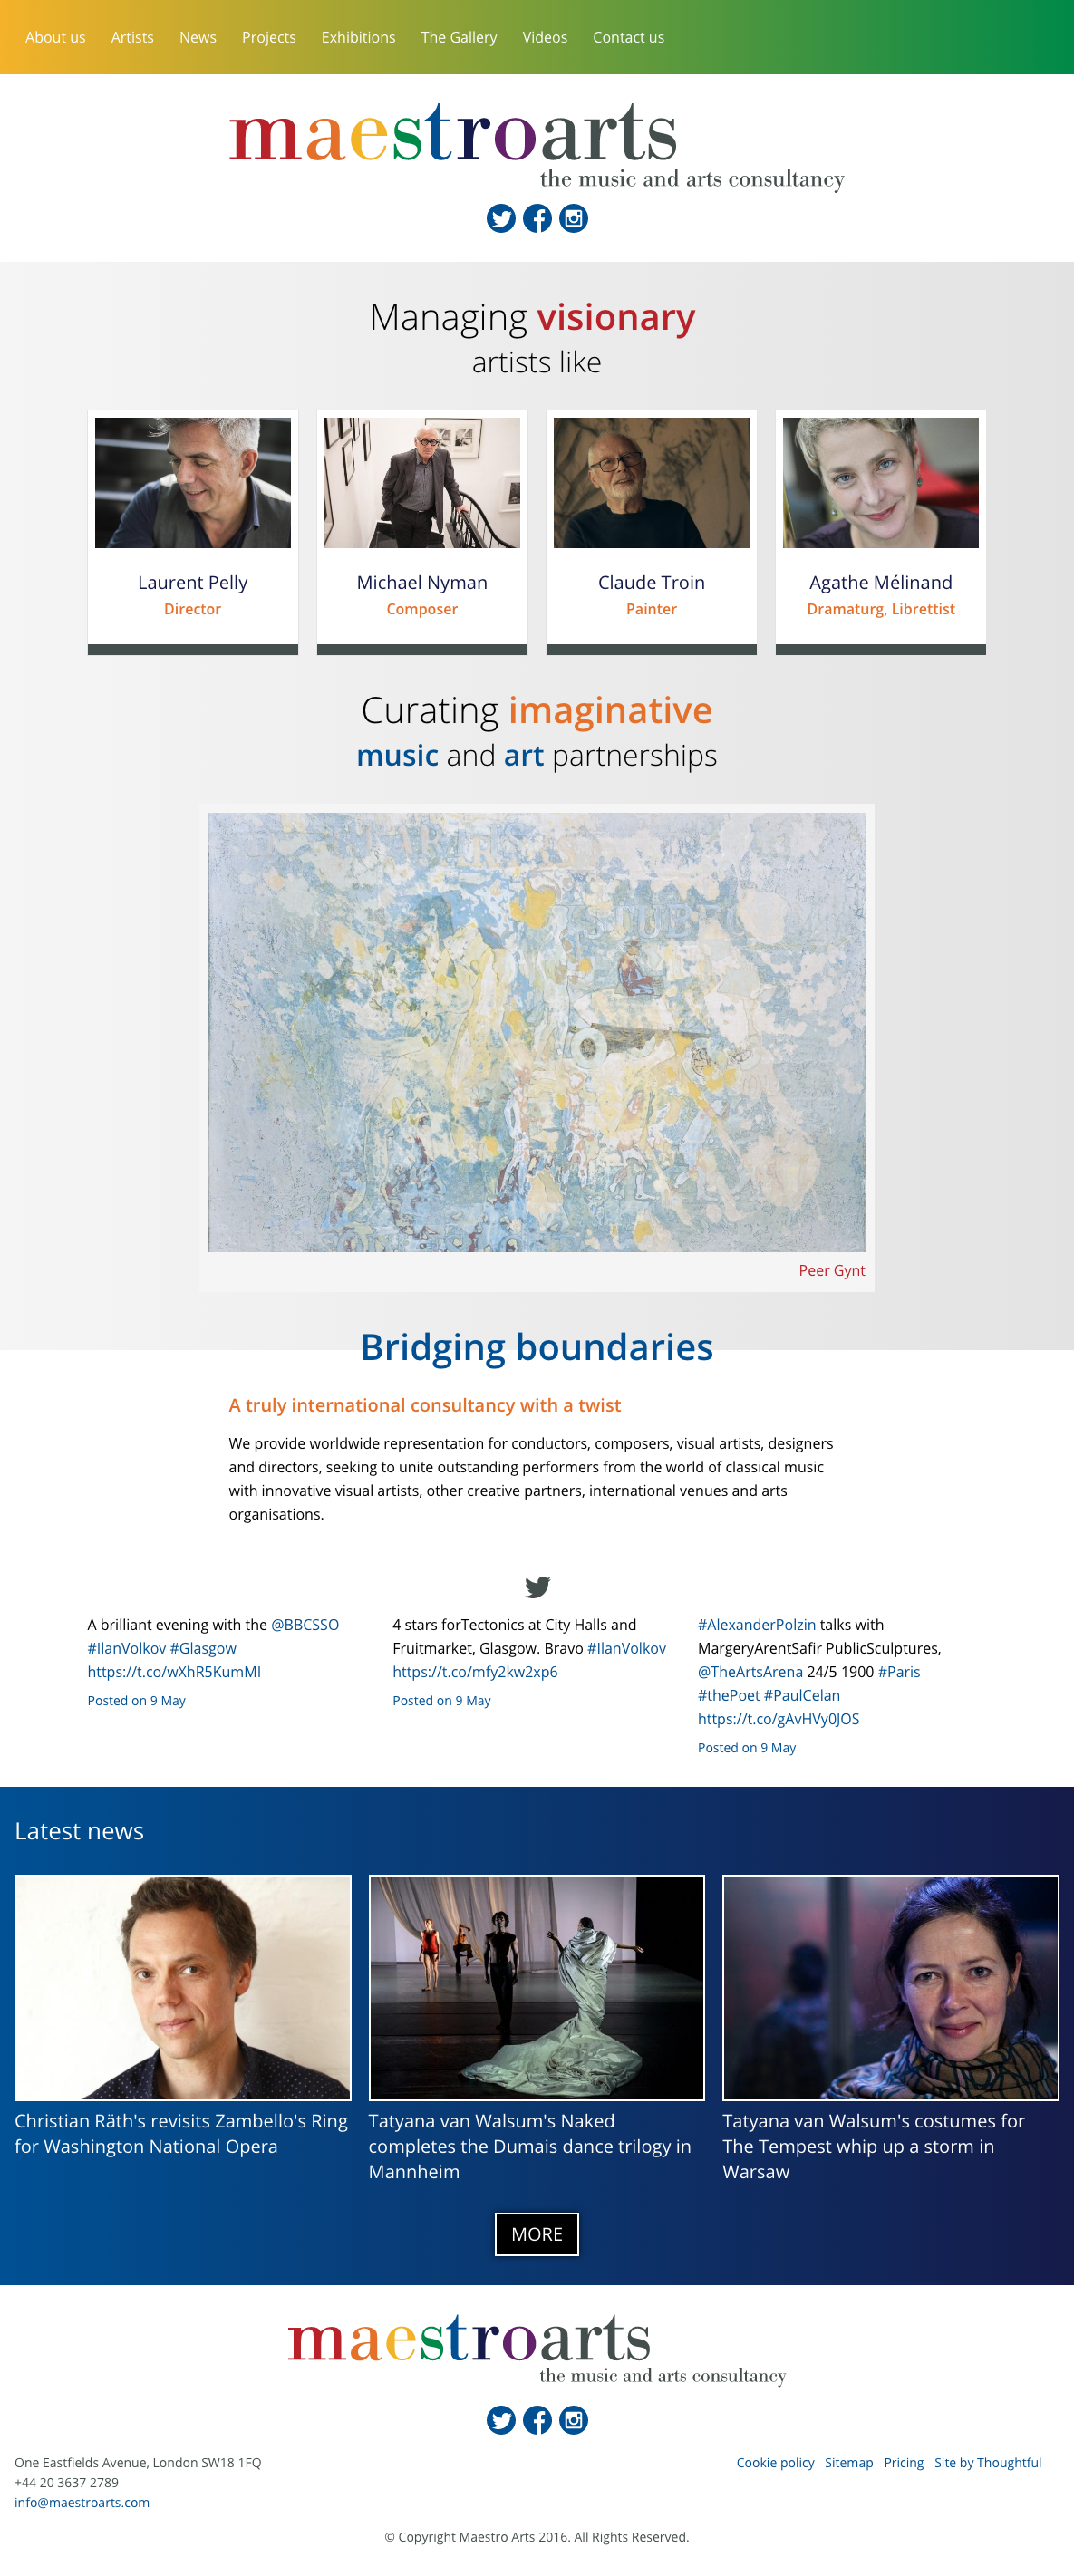 About us Artists News Projects Exhibitions The Gallery Videos Contact us
maestroarts
the music and arts consultancy
Managing visionary
artists like
Laurent Pelly
Director
Michael Nyman
Composer
Claude Troin
Painter
Agathe Mélinand
Dramaturg, Librettist
Curating imaginative
music and art partnerships
Peer Gynt
Bridging boundaries
A truly international consultancy with a twist
We provide worldwide representation for conductors, composers, visual artists, designers
and directors, seeking to unite outstanding performers from the world of classical music
with innovative visual artists, other creative partners, international venues and arts
organisations.
A brilliant evening with the @BBCSSO
#IlanVolkov #Glasgow
https://t.co/wXhR5KumMI
Posted on 9 May
4 stars forTectonics at City Halls and
Fruitmarket, Glasgow. Bravo #IlanVolkov
https://t.co/mfy2kw2xp6
Posted on 9 May
#AlexanderPolzin talks with
MargeryArentSafir PublicSculptures,
@TheArtsArena 24/5 1900 #Paris
#thePoet #PaulCelan
https://t.co/gAvHVy0JOS
Posted on 9 May
Latest news
Christian Räth's revisits Zambello's Ring
for Washington National Opera
Tatyana van Walsum's Naked
completes the Dumais dance trilogy in
Mannheim
Tatyana van Walsum's costumes for
The Tempest whip up a storm in
Warsaw
MORE
maestroarts
the music and arts consultancy
One Eastfields Avenue, London SW18 1FQ
+44 20 3637 2789
info@maestroarts.com
Cookie policy Sitemap Pricing Site by Thoughtful
© Copyright Maestro Arts 2016. All Rights Reserved.